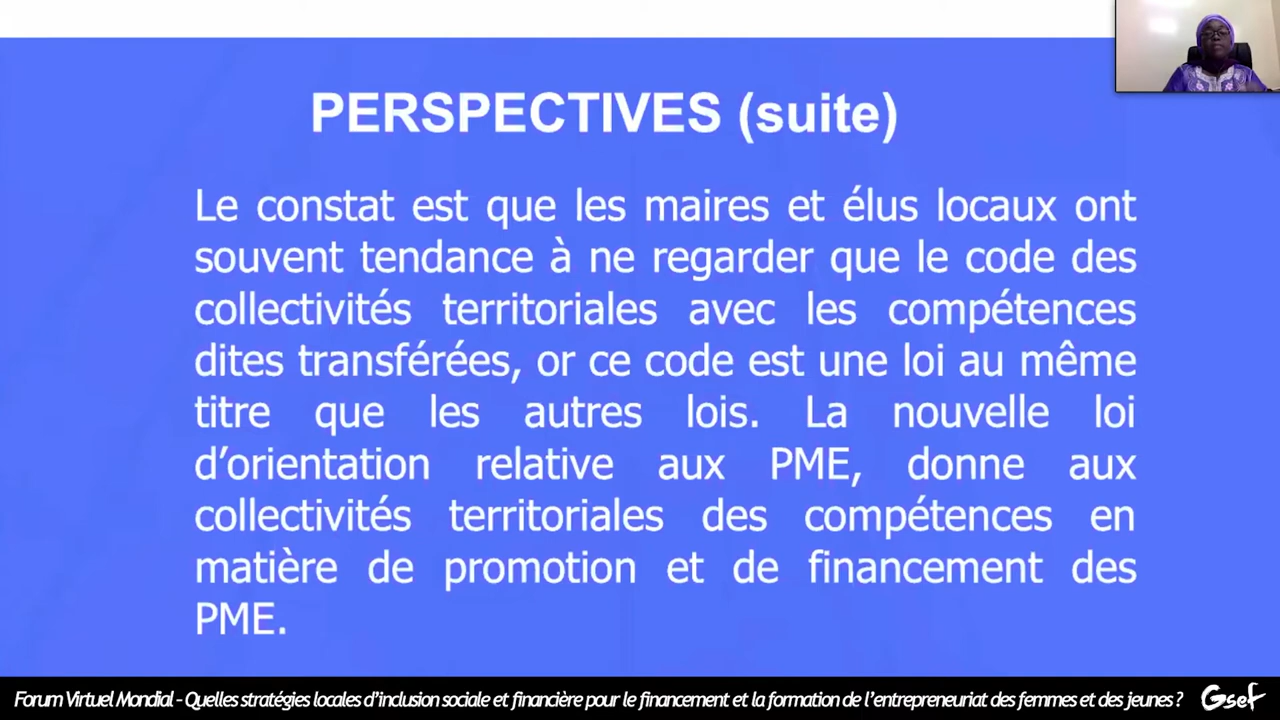 PERSPECTIVES (suite)
Le constat est que les maires et élus locaux ont
souvent tendance à ne regarder que le code des
collectivités territoriales avec les compétences
dites transférées, or ce code est une loi au même
titre que les autres lois. La nouvelle loi
d’orientation relative aux PME, donne aux
collectivités territoriales des compétences en
matière de promotion et de financement des
PME.
Forum Virtuel Mondial - Quelles stratégies locales d’inclusion sociale et financière pour le financement et la formation de l’entrepreneuriat des femmes et des jeunes ?
Gsef